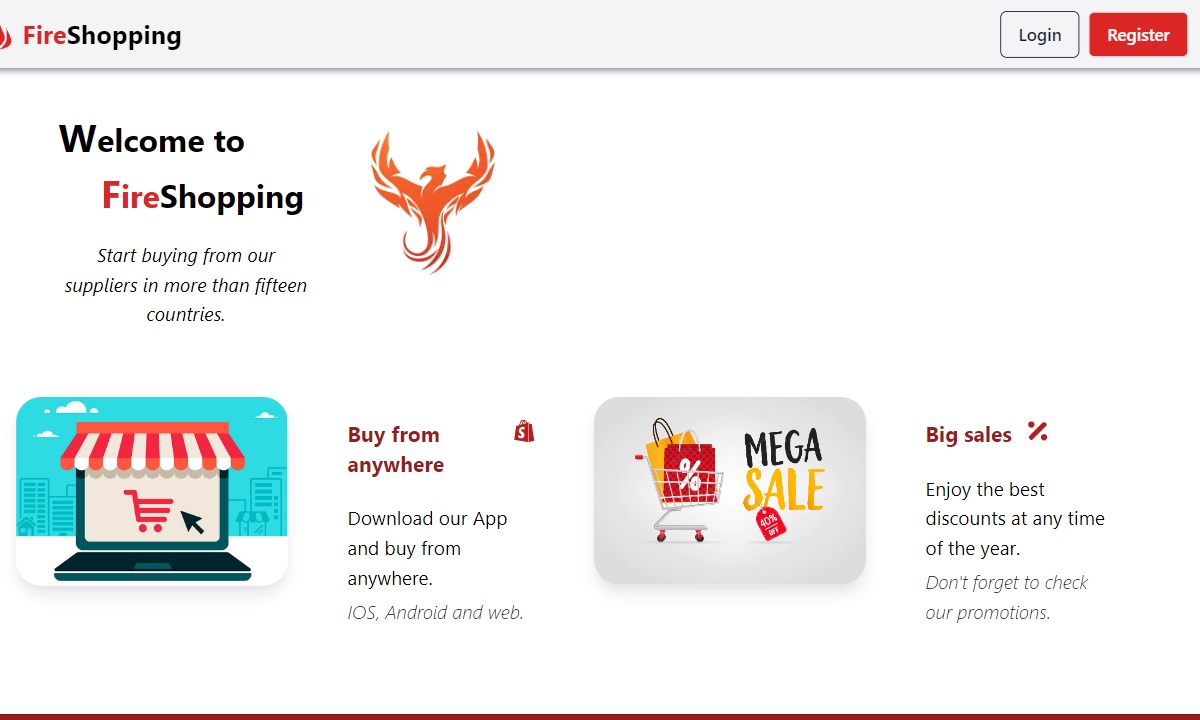 FireShopping
Login
Register
Welcome to
FireShopping
Start buying from our
suppliers in more than fifteen
countries.
Buy from
anywhere
Download our App
and buy from
anywhere.
IOS, Android and web.
%
MEGA
SALE
40%
OFF
Big sales
Enjoy the best
discounts at any time
of the year.
Don't forget to check
our promotions.